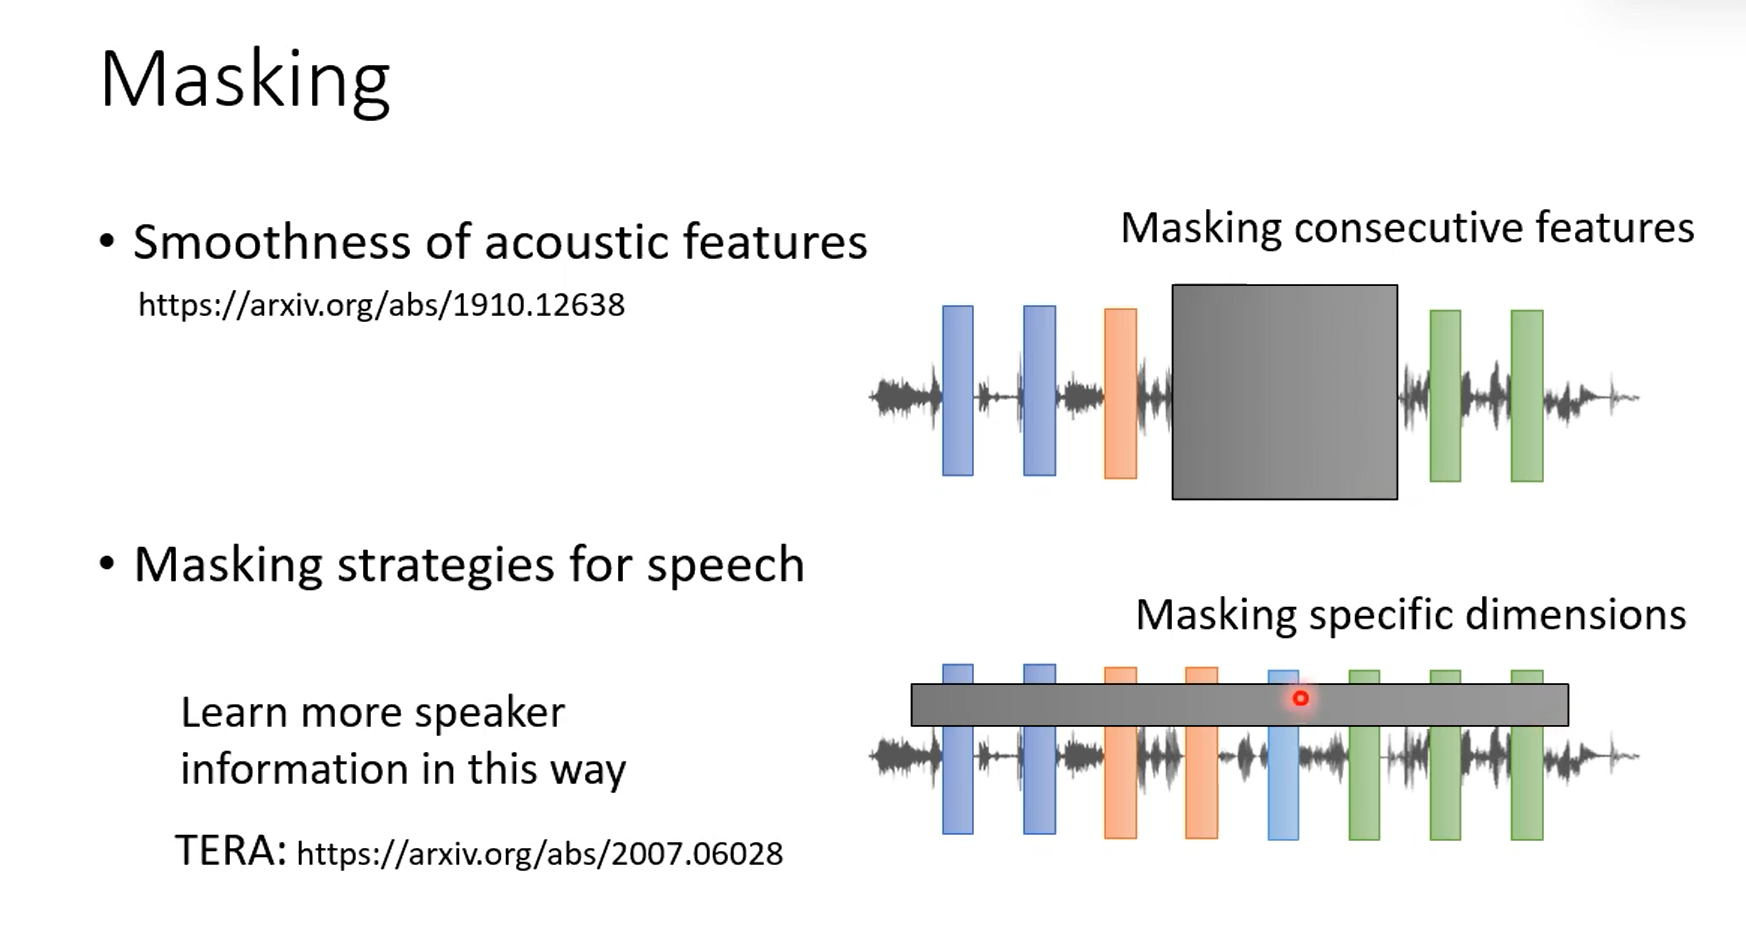 Masking
• Smoothness of acoustic features
https://arxiv.org/abs/1910.12638
Masking consecutive features
• Masking strategies for speech
Masking specific dimensions
Learn more speaker
information in this way
TERA: https://arxiv.org/abs/2007.06028